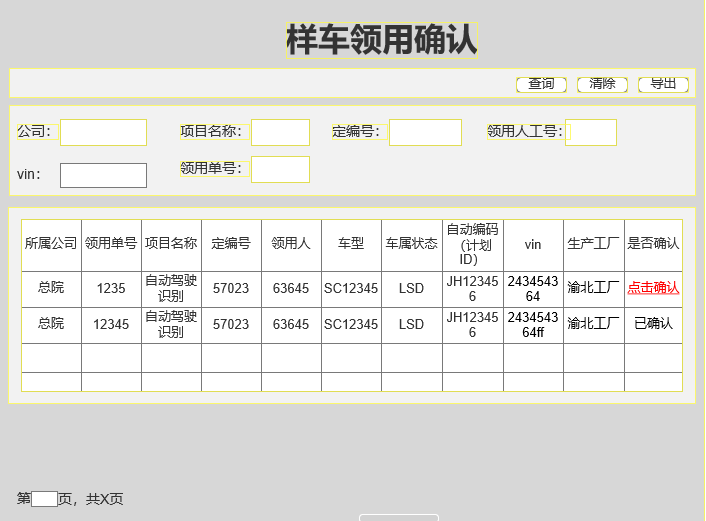 样车领用确认
查询 清除 导出
公司： 项目名称： 定编号： 领用人工号：
vin： 领用单号：
所属公司 领用单号 项目名称 定编号 领用人 车型 车属状态 自动编码（计划ID） vin 生产工厂 是否确认
总院 1235 自动驾驶识别 57023 63645 SC12345 LSD JH123456 243454364 渝北工厂 点击确认
总院 12345 自动驾驶识别 57023 63645 SC12345 LSD JH123456 243454364ff 渝北工厂 已确认
第 页，共X页